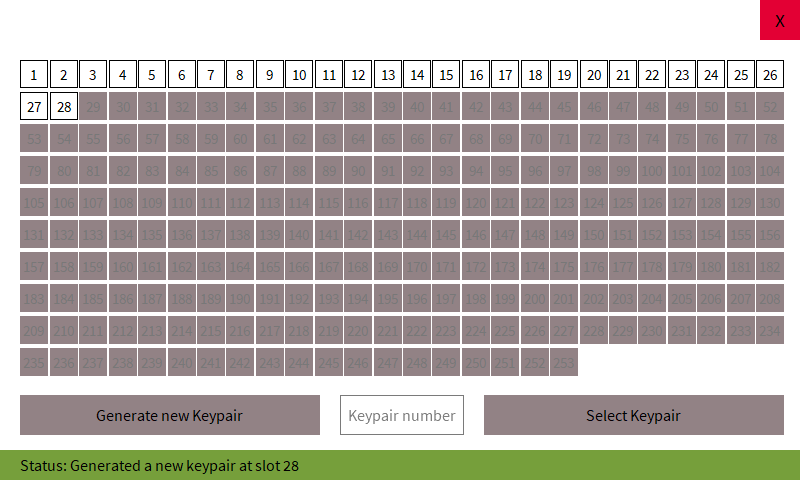 X
1 2 3 4 5 6 7 8 9 10 11 12 13 14 15 16 17 18 19 20 21 22 23 24 25 26
27 28 29 30 31 32 33 34 35 36 37 38 39 40 41 42 43 44 45 46 47 48 49 50 51 52
53 54 55 56 57 58 59 60 61 62 63 64 65 66 67 68 69 70 71 72 73 74 75 76 77 78
79 80 81 82 83 84 85 86 87 88 89 90 91 92 93 94 95 96 97 98 99 100 101 102 103 104
105 106 107 108 109 110 111 112 113 114 115 116 117 118 119 120 121 122 123 124 125 126 127 128 129 130
131 132 133 134 135 136 137 138 139 140 141 142 143 144 145 146 147 148 149 150 151 152 153 154 155 156
157 158 159 160 161 162 163 164 165 166 167 168 169 170 171 172 173 174 175 176 177 178 179 180 181 182
183 184 185 186 187 188 189 190 191 192 193 194 195 196 197 198 199 200 201 202 203 204 205 206 207 208
209 210 211 212 213 214 215 216 217 218 219 220 221 222 223 224 225 226 227 228 229 230 231 232 233 234
235 236 237 238 239 240 241 242 243 244 245 246 247 248 249 250 251 252 253
Generate new Keypair Keypair number Select Keypair
Status: Generated a new keypair at slot 28